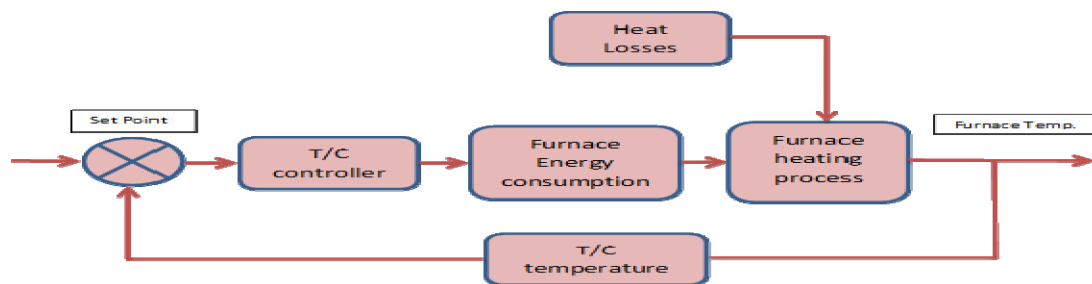 Heat
Losses
Set Point
Furnace Temp.
T/C
controller
Furnace
Energy
consumption
Furnace
heating
process
T/C
temperature